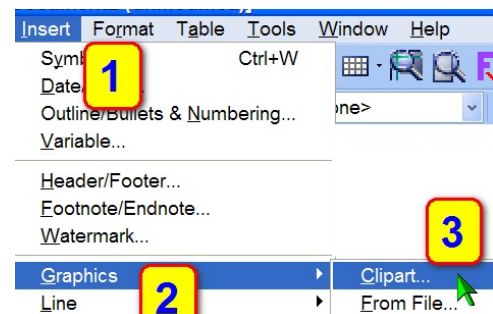 Insert Format Table Tools Window Help
Ctrl+W
1
Outline/Bullets & Numbering...
one>
Variable...
Header/Footer...
Footnote/Endnote...
Watermark...
3
Graphics
Clipart...
2
Line
From File...